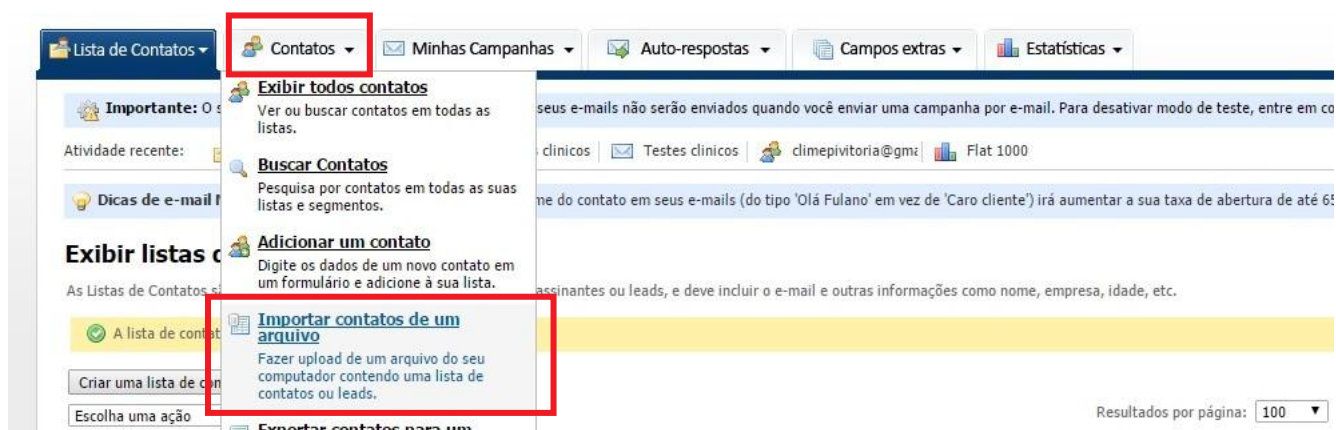 Lista de Contatos
Contatos
Minhas Campanhas
Auto-respostas
Campos extras
Estatísticas
Importante: O s
seus e-mails não serão enviados quando você enviar uma campanha por e-mail. Para desativar modo de teste, entre em co
Atividade recente:
clinicos
Testes clinicos
climepivitoria@gma
Flat 1000
Dicas de e-mail
me do contato em seus e-mails (do tipo 'Olá Fulano' em vez de 'Caro cliente') irá aumentar a sua taxa de abertura de até 65
Exibir todos contatos
Ver ou buscar contatos em todas as
listas.
Buscar Contatos
Pesquisa por contatos em todas as suas
listas e segmentos.
Adicionar um contato
Digite os dados de um novo contato em
um formulário e adicione à sua lista.
Importar contatos de um
arquivo
Fazer upload de um arquivo do seu
computador contendo uma lista de
contatos ou leads.
Exportar contatos para um
Exibir listas
As Listas de Contatos
assinantes ou leads, e deve incluir o e-mail e outras informações como nome, empresa, idade, etc.
A lista de contat
Criar uma lista de con
Escolha uma ação
Resultados por página: 100